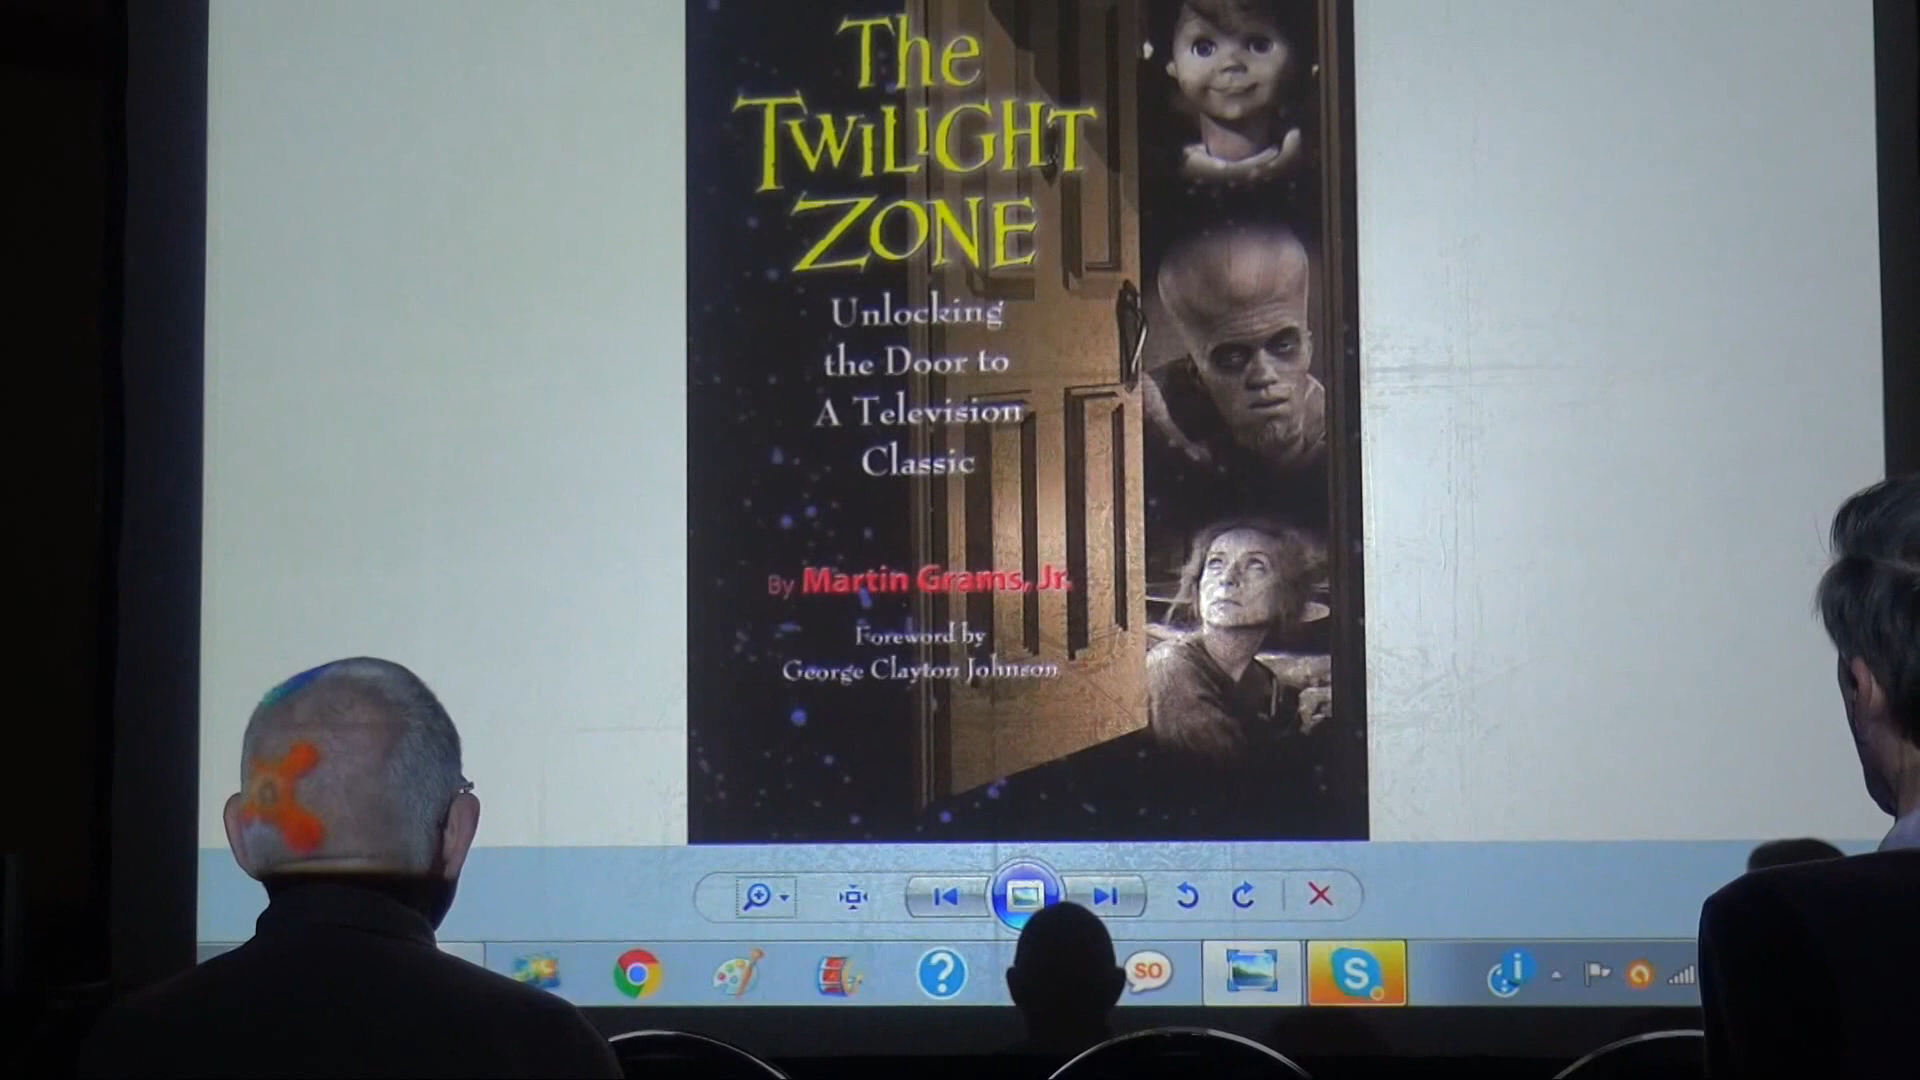 The
TWILIGHT
ZONE
Unlocking
the Door to
A Television
Classic
By Martin Grams, Jr.
Foreword by
George Clayton Johnson
?
SO
S
i